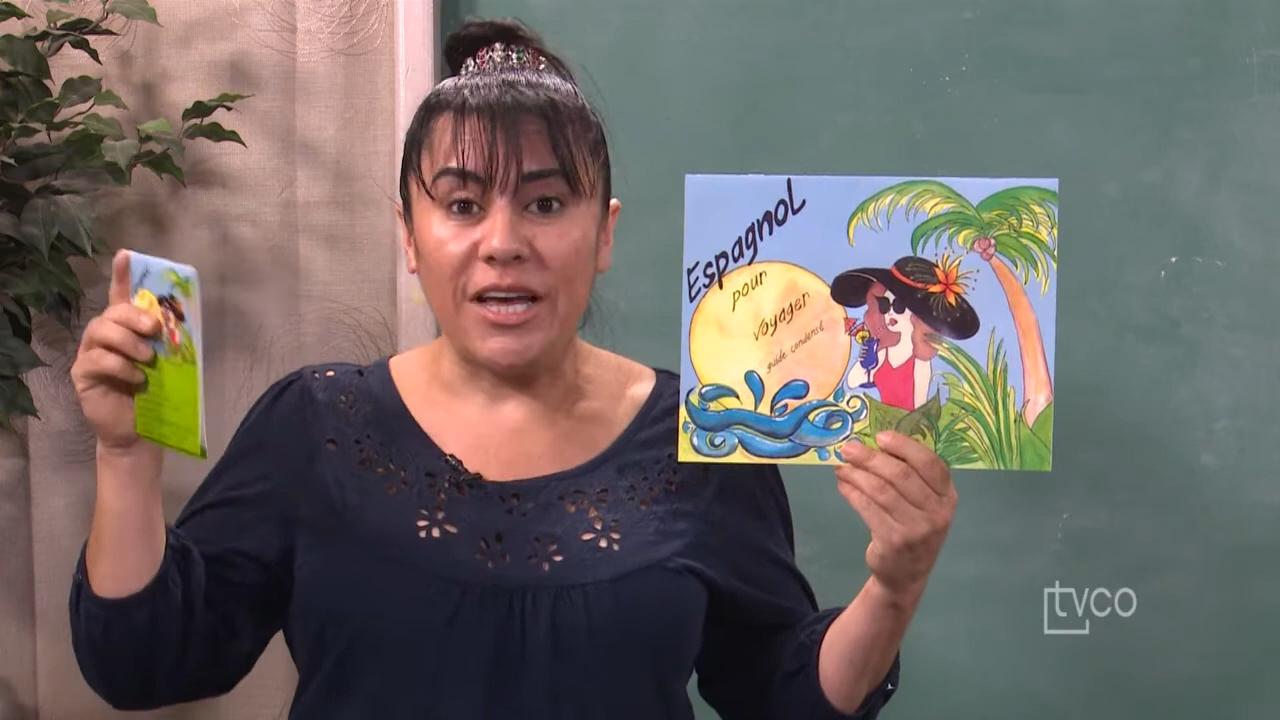 Espagnol
pour
Voyager
guide condensé
tvco